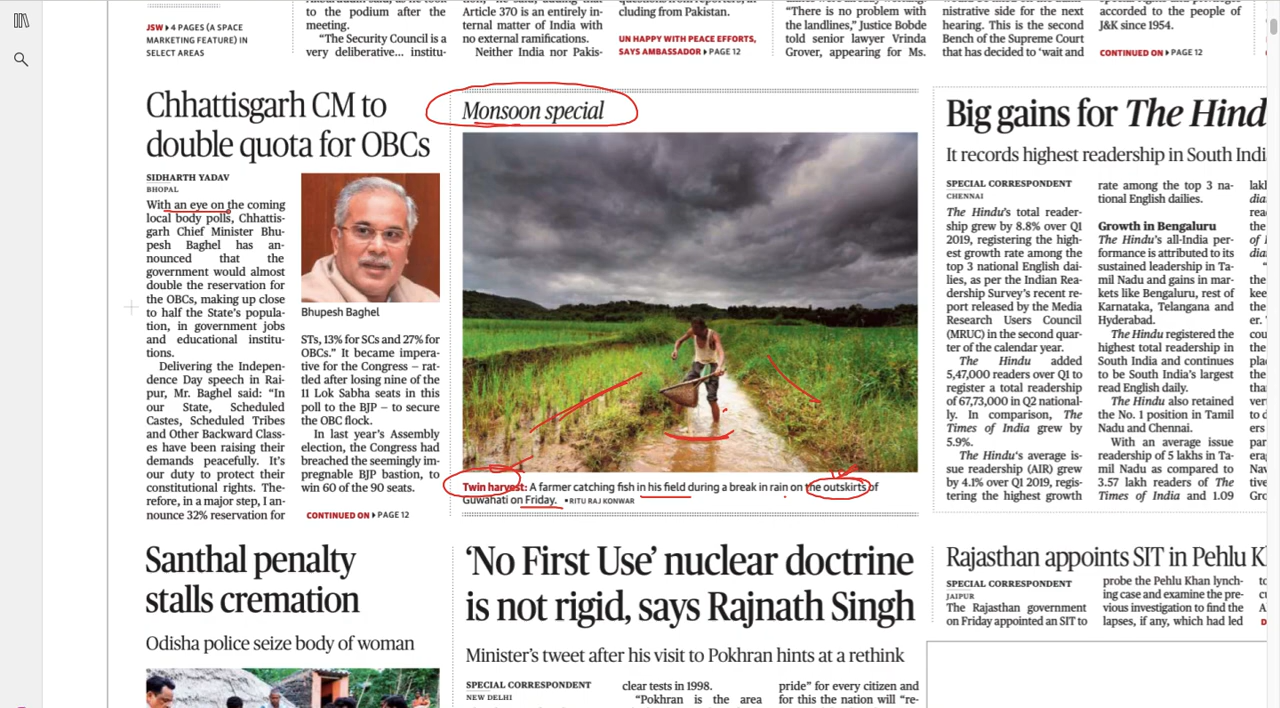 JSW ▸ 4 PAGES (A SPACE
MARKETING FEATURE) IN
SELECT AREAS
to the podium after the
meeting.
“The Security Council is a
very deliberative... institu-
Article 370 is an entirely in-
ternal matter of India with
no external ramifications.
Neither India nor Pakis-
cluding from Pakistan.
UN HAPPY WITH PEACE EFFORTS,
SAYS AMBASSADOR ▸ PAGE 12
“There is no problem with
the landlines,” Justice Bobde
told senior lawyer Vrinda
Grover, appearing for Ms.
nistrative side for the next
hearing. This is the second
Bench of the Supreme Court
that has decided to ‘wait and
accorded to the people of
J&K since 1954.
CONTINUED ON ▸ PAGE 12
Chhattisgarh CM to
double quota for OBCs
SIDHARTH YADAV
BHOPAL
With an eye on the coming
local body polls, Chhattis-
garh Chief Minister Bhu-
pesh Baghel has an-
nounced that the
government would almost
double the reservation for
the OBCs, making up close
to half the State’s popula-
tion, in government jobs
and educational institu-
tions.
Delivering the Indepen-
dence Day speech in Rai-
pur, Mr. Baghel said: “In
our State, Scheduled
Castes, Scheduled Tribes
and Other Backward Class-
es have been raising their
demands peacefully. It’s
our duty to protect their
constitutional rights. The-
refore, in a major step, I an-
nounce 32% reservation for
Bhupesh Baghel
STs, 13% for SCs and 27% for
OBCs.” It became impera-
tive for the Congress – rat-
tled after losing nine of the
11 Lok Sabha seats in this
poll to the BJP – to secure
the OBC flock.
In last year’s Assembly
election, the Congress had
breached the seemingly im-
pregnable BJP bastion, to
win 60 of the 90 seats.
CONTINUED ON ▸ PAGE 12
Monsoon special
Twin harvest: A farmer catching fish in his field during a break in rain on the outskirts of
Guwahati on Friday. • RITU RAJ KONWAR
Big gains for The Hind
It records highest readership in South Indi
SPECIAL CORRESPONDENT
CHENNAI
The Hindu’s total reader-
ship grew by 8.8% over Q1
2019, registering the high-
est growth rate among the
top 3 national English dai-
lies, as per the Indian Rea-
dership Survey’s recent re-
port released by the Media
Research Users Council
(MRUC) in the second quar-
ter of the calendar year.
The Hindu added
5,47,000 readers over Q1 to
register a total readership
of 67,73,000 in Q2 national-
ly. In comparison, The
Times of India grew by
5.9%.
The Hindu‘s average is-
sue readership (AIR) grew
by 4.1% over Q1 2019, regis-
tering the highest growth
rate among the top 3 na-
tional English dailies.
Growth in Bengaluru
The Hindu’s all-India per-
formance is attributed to its
sustained leadership in Ta-
mil Nadu and gains in mar-
kets like Bengaluru, rest of
Karnataka, Telangana and
Hyderabad.
The Hindu registered the
highest total readership in
South India and continues
to be South India’s largest
read English daily.
The Hindu also retained
the No. 1 position in Tamil
Nadu and Chennai.
With an average issue
readership of 5 lakhs in Ta-
mil Nadu as compared to
3.57 lakh readers of The
Times of India and 1.09
Santhal penalty
stalls cremation
Odisha police seize body of woman
‘No First Use’ nuclear doctrine
is not rigid, says Rajnath Singh
Minister’s tweet after his visit to Pokhran hints at a rethink
SPECIAL CORRESPONDENT
NEW DELHI
clear tests in 1998.
“Pokhran is the area
pride” for every citizen and
for this the nation will “re-
Rajasthan appoints SIT in Pehlu K
SPECIAL CORRESPONDENT
JAIPUR
The Rajasthan government
on Friday appointed an SIT to
probe the Pehlu Khan lynch-
ing case and examine the pre-
vious investigation to find the
lapses, if any, which had led